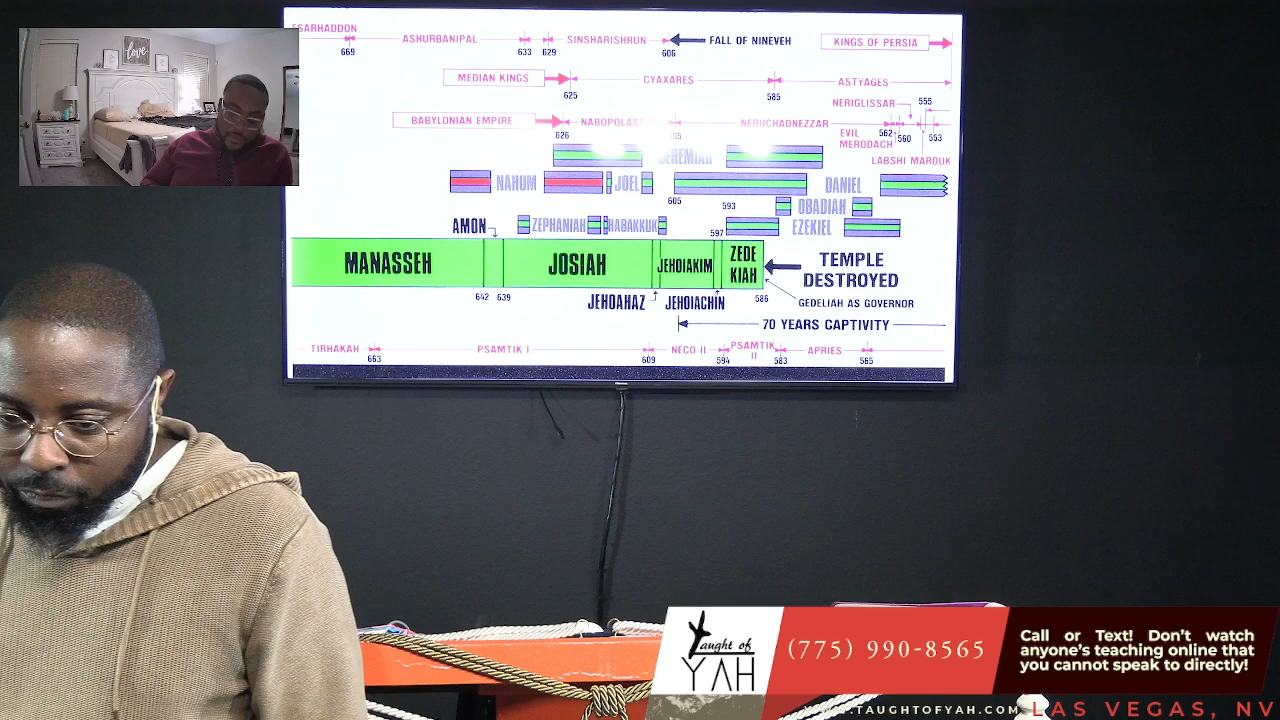 love
ESARHADDON
ASHURBANIPAL
SINSHARISHRUN
FALL OF NINEVEH
KINGS OF PERSIA
669
633
629
606
MEDIAN KINGS
CYAXARES
ASTYAGES
625
585
NERIGLISSAR
555
BABYLONIAN EMPIRE
NEBUCHADNEZZAR
626
EVIL
MERODACH
562
560
553
LABSHI MARDUK
JEREMIAH
NAHUM
JOEL
DANIEL
605
593
OBADIAH
AMON
ZEPHANIAH
HABAKKUK
EZEKIEL
597
MANASSEH
JOSIAH
JEHOIAKIM
ZEDE
KIAH
TEMPLE
DESTROYED
642
639
JEHOAHAZ
JEHOIACHIN
586
GEDELIAH AS GOVERNOR
70 YEARS CAPTIVITY
TIRHAKAH
PSAMTIK I
NECO II
PSAMTIK
II
APRIES
663
609
594
583
565
Hisense
Taught of
YAH
(775) 990-8565
Call or Text! Don't watch
anyone's teaching online that
you cannot speak to directly!
WWW.TAUGHTOFYAH.COM
LAS VEGAS, NV